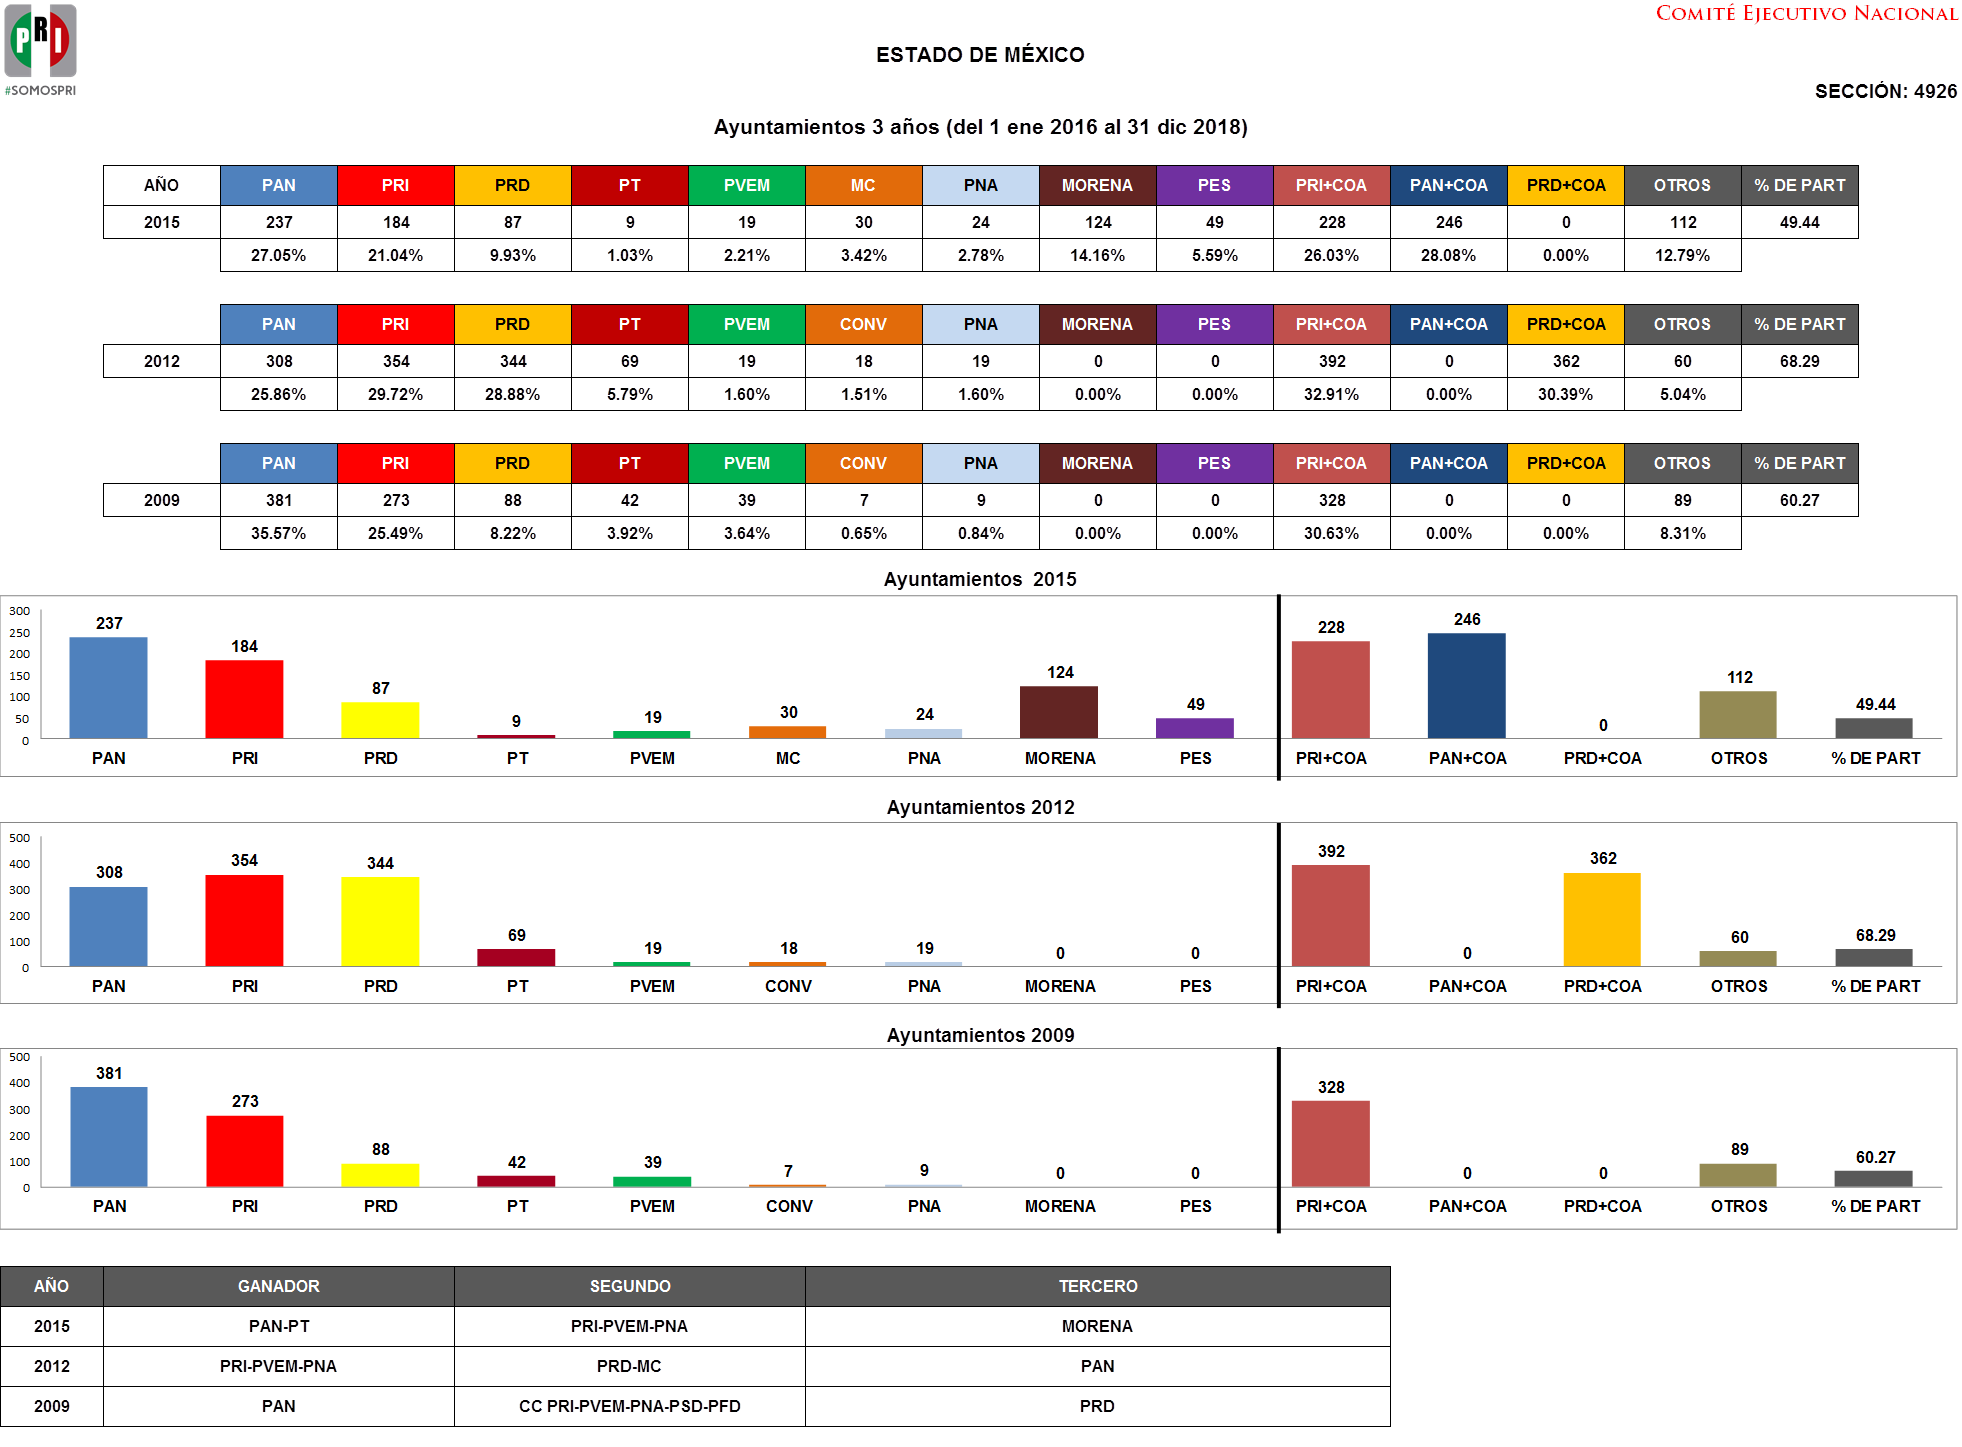 PRI
#SOMOSPRI
COMITÉ EJECUTIVO NACIONAL
ESTADO DE MÉXICO
SECCIÓN: 4926
Ayuntamientos 3 años (del 1 ene 2016 al 31 dic 2018)
AÑO PAN PRI PRD PT PVEM MC PNA MORENA PES PRI+COA PAN+COA PRD+COA OTROS % DE PART
2015 237 184 87 9 19 30 24 124 49 228 246 0 112 49.44
27.05% 21.04% 9.93% 1.03% 2.21% 3.42% 2.78% 14.16% 5.59% 26.03% 28.08% 0.00% 12.79%
PAN PRI PRD PT PVEM CONV PNA MORENA PES PRI+COA PAN+COA PRD+COA OTROS % DE PART
2012 308 354 344 69 19 18 19 0 0 392 0 362 60 68.29
25.86% 29.72% 28.88% 5.79% 1.60% 1.51% 1.60% 0.00% 0.00% 32.91% 0.00% 30.39% 5.04%
PAN PRI PRD PT PVEM CONV PNA MORENA PES PRI+COA PAN+COA PRD+COA OTROS % DE PART
2009 381 273 88 42 39 7 9 0 0 328 0 0 89 60.27
35.57% 25.49% 8.22% 3.92% 3.64% 0.65% 0.84% 0.00% 0.00% 30.63% 0.00% 0.00% 8.31%
Ayuntamientos 2015
300
250
200
150
100
50
0
237 184 87 9 19 30 24 124 49 228 246 0 112 49.44
PAN PRI PRD PT PVEM MC PNA MORENA PES PRI+COA PAN+COA PRD+COA OTROS % DE PART
Ayuntamientos 2012
500
400
300
200
100
0
308 354 344 69 19 18 19 0 0 392 0 362 60 68.29
PAN PRI PRD PT PVEM CONV PNA MORENA PES PRI+COA PAN+COA PRD+COA OTROS % DE PART
Ayuntamientos 2009
500
400
300
200
100
0
381 273 88 42 39 7 9 0 0 328 0 0 89 60.27
PAN PRI PRD PT PVEM CONV PNA MORENA PES PRI+COA PAN+COA PRD+COA OTROS % DE PART
AÑO GANADOR SEGUNDO TERCERO
2015 PAN-PT PRI-PVEM-PNA MORENA
2012 PRI-PVEM-PNA PRD-MC PAN
2009 PAN CC PRI-PVEM-PNA-PSD-PFD PRD